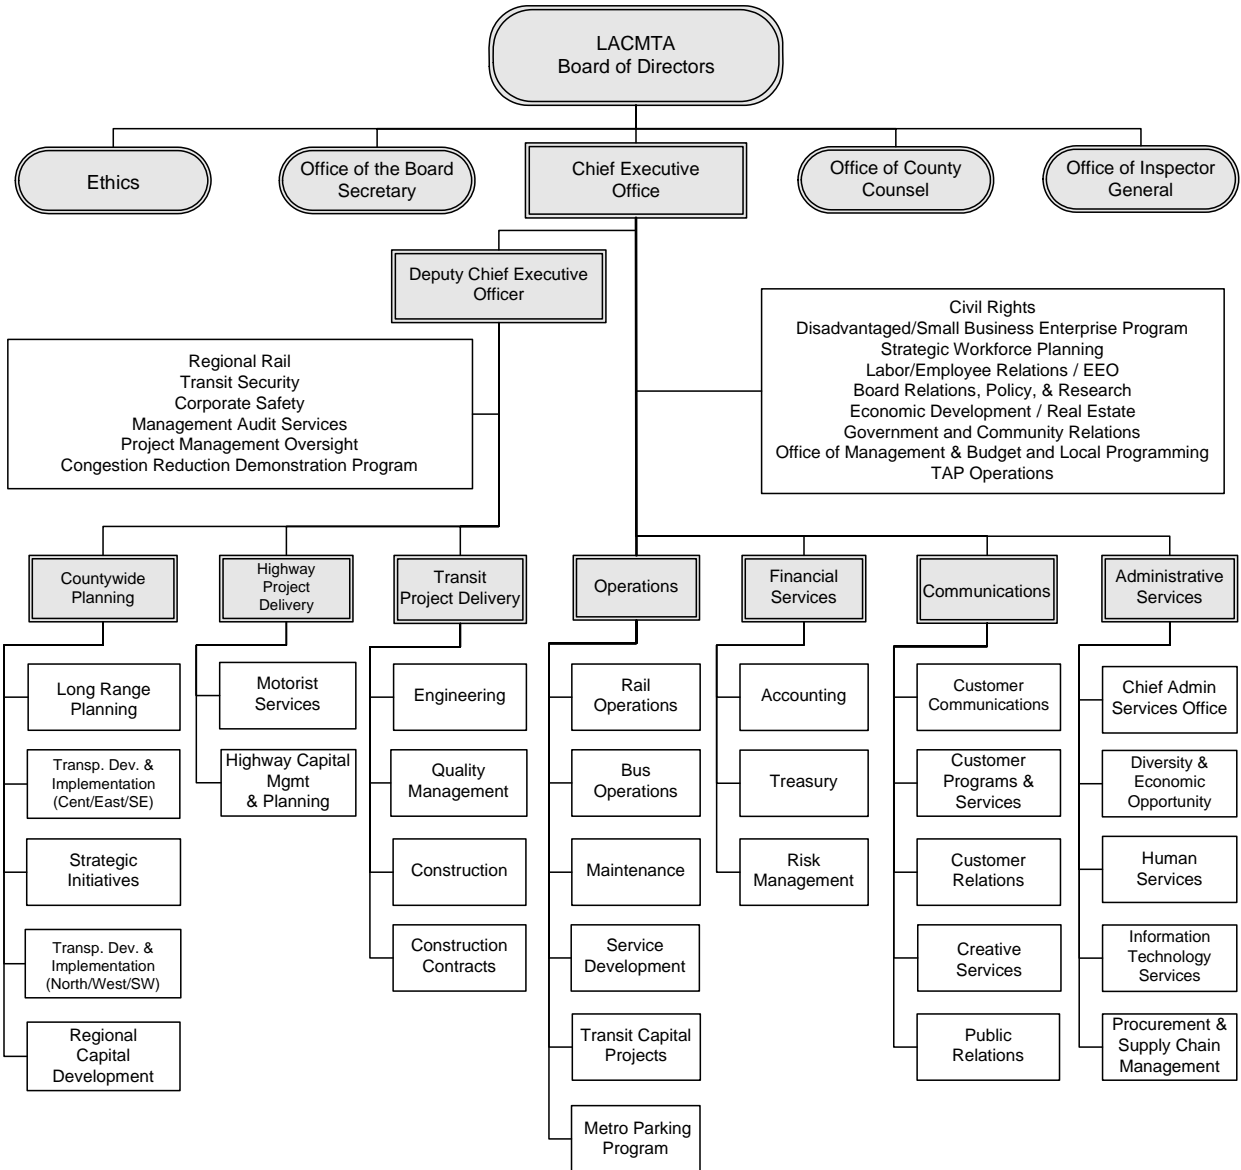 LACMTA
Board of Directors
Ethics
Office of the Board
Secretary
Chief Executive
Office
Office of County
Counsel
Office of Inspector
General
Deputy Chief Executive
Officer
Regional Rail
Transit Security
Corporate Safety
Management Audit Services
Project Management Oversight
Congestion Reduction Demonstration Program
Civil Rights
Disadvantaged/Small Business Enterprise Program
Strategic Workforce Planning
Labor/Employee Relations / EEO
Board Relations, Policy, & Research
Economic Development / Real Estate
Government and Community Relations
Office of Management & Budget and Local Programming
TAP Operations
Countywide
Planning
Highway
Project
Delivery
Transit
Project Delivery
Operations
Financial
Services
Communications
Administrative
Services
Long Range
Planning
Transp. Dev. &
Implementation
(Cent/East/SE)
Strategic
Initiatives
Transp. Dev. &
Implementation
(North/West/SW)
Regional
Capital
Development
Motorist
Services
Highway Capital
Mgmt
& Planning
Engineering
Quality
Management
Construction
Construction
Contracts
Rail
Operations
Bus
Operations
Maintenance
Service
Development
Transit Capital
Projects
Metro Parking
Program
Accounting
Treasury
Risk
Management
Customer
Communications
Customer
Programs &
Services
Customer
Relations
Creative
Services
Public
Relations
Chief Admin
Services Office
Diversity &
Economic
Opportunity
Human
Services
Information
Technology
Services
Procurement &
Supply Chain
Management